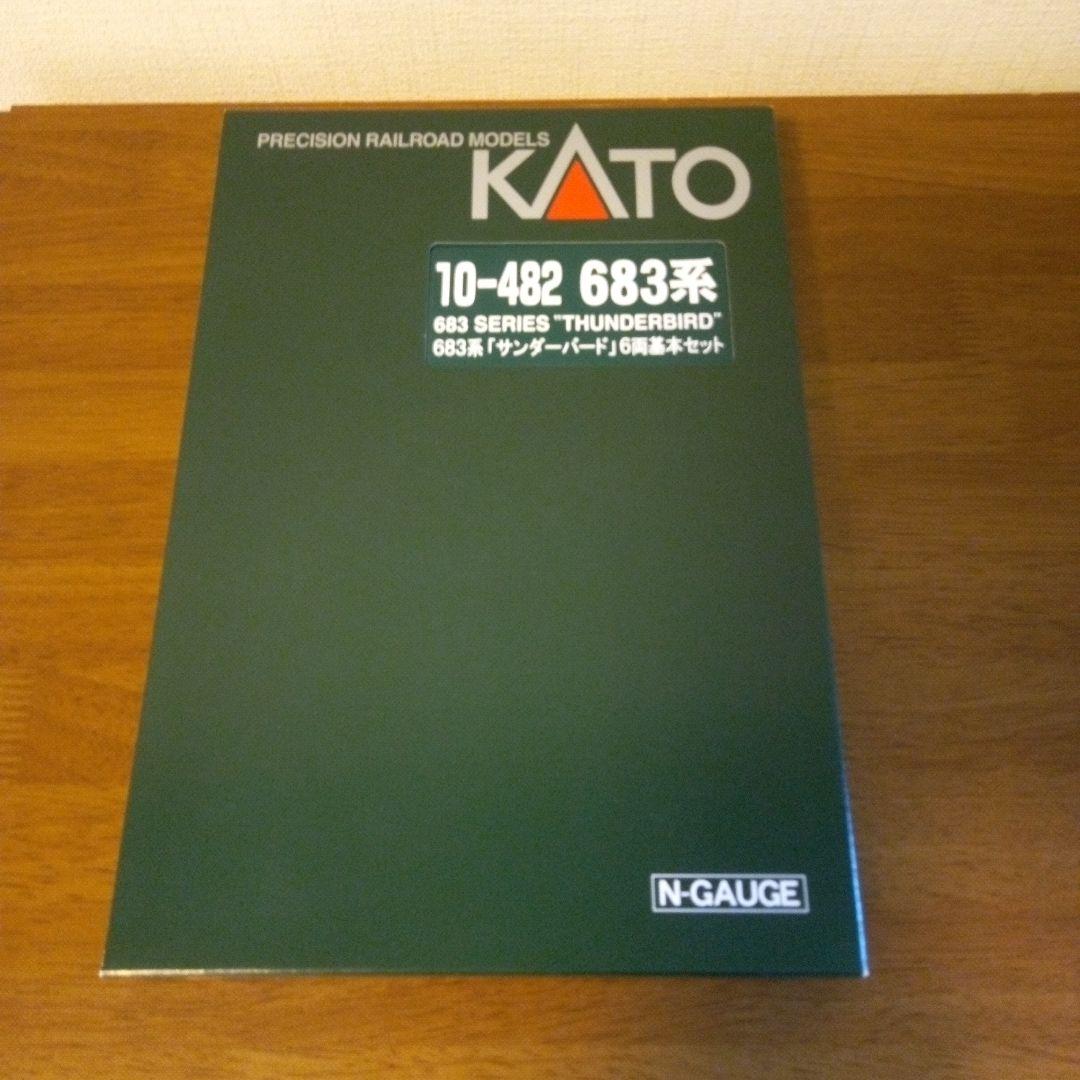 PRECISION RAILROAD MODELS
KATO
10-482 683系
683 SERIES "THUNDERBIRD"
683系「サンダーバード」6両基本セット
N-GAUGE